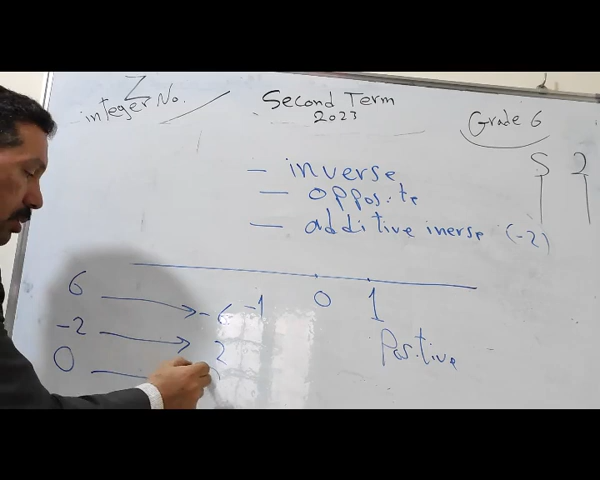 Z
integer No.
Second Term
2023
Grade 6
S 2
- inverse
- opposite
- additive inerse (-2)
6 → -6
-1 0 1
-2 → 2
Positive
0